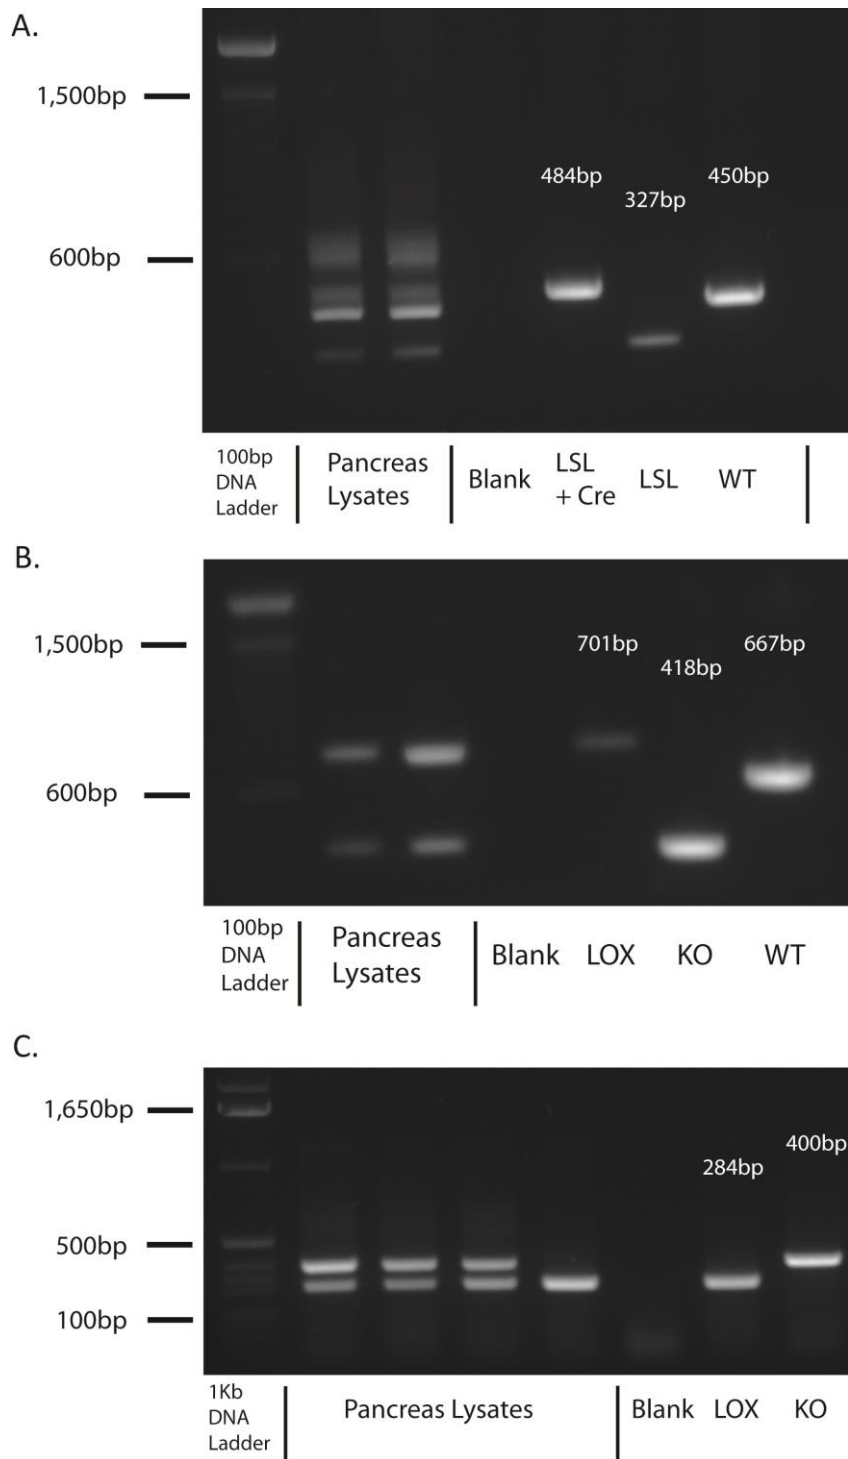 A.
1,500bp
600bp
484bp
327bp
450bp
100bp
DNA
Ladder
Pancreas
Lysates
Blank
LSL
+ Cre
LSL
WT
B.
1,500bp
600bp
701bp
418bp
667bp
100bp
DNA
Ladder
Pancreas
Lysates
Blank
LOX
KO
WT
C.
1,650bp
500bp
100bp
284bp
400bp
1Kb
DNA
Ladder
Pancreas Lysates
Blank
LOX
KO